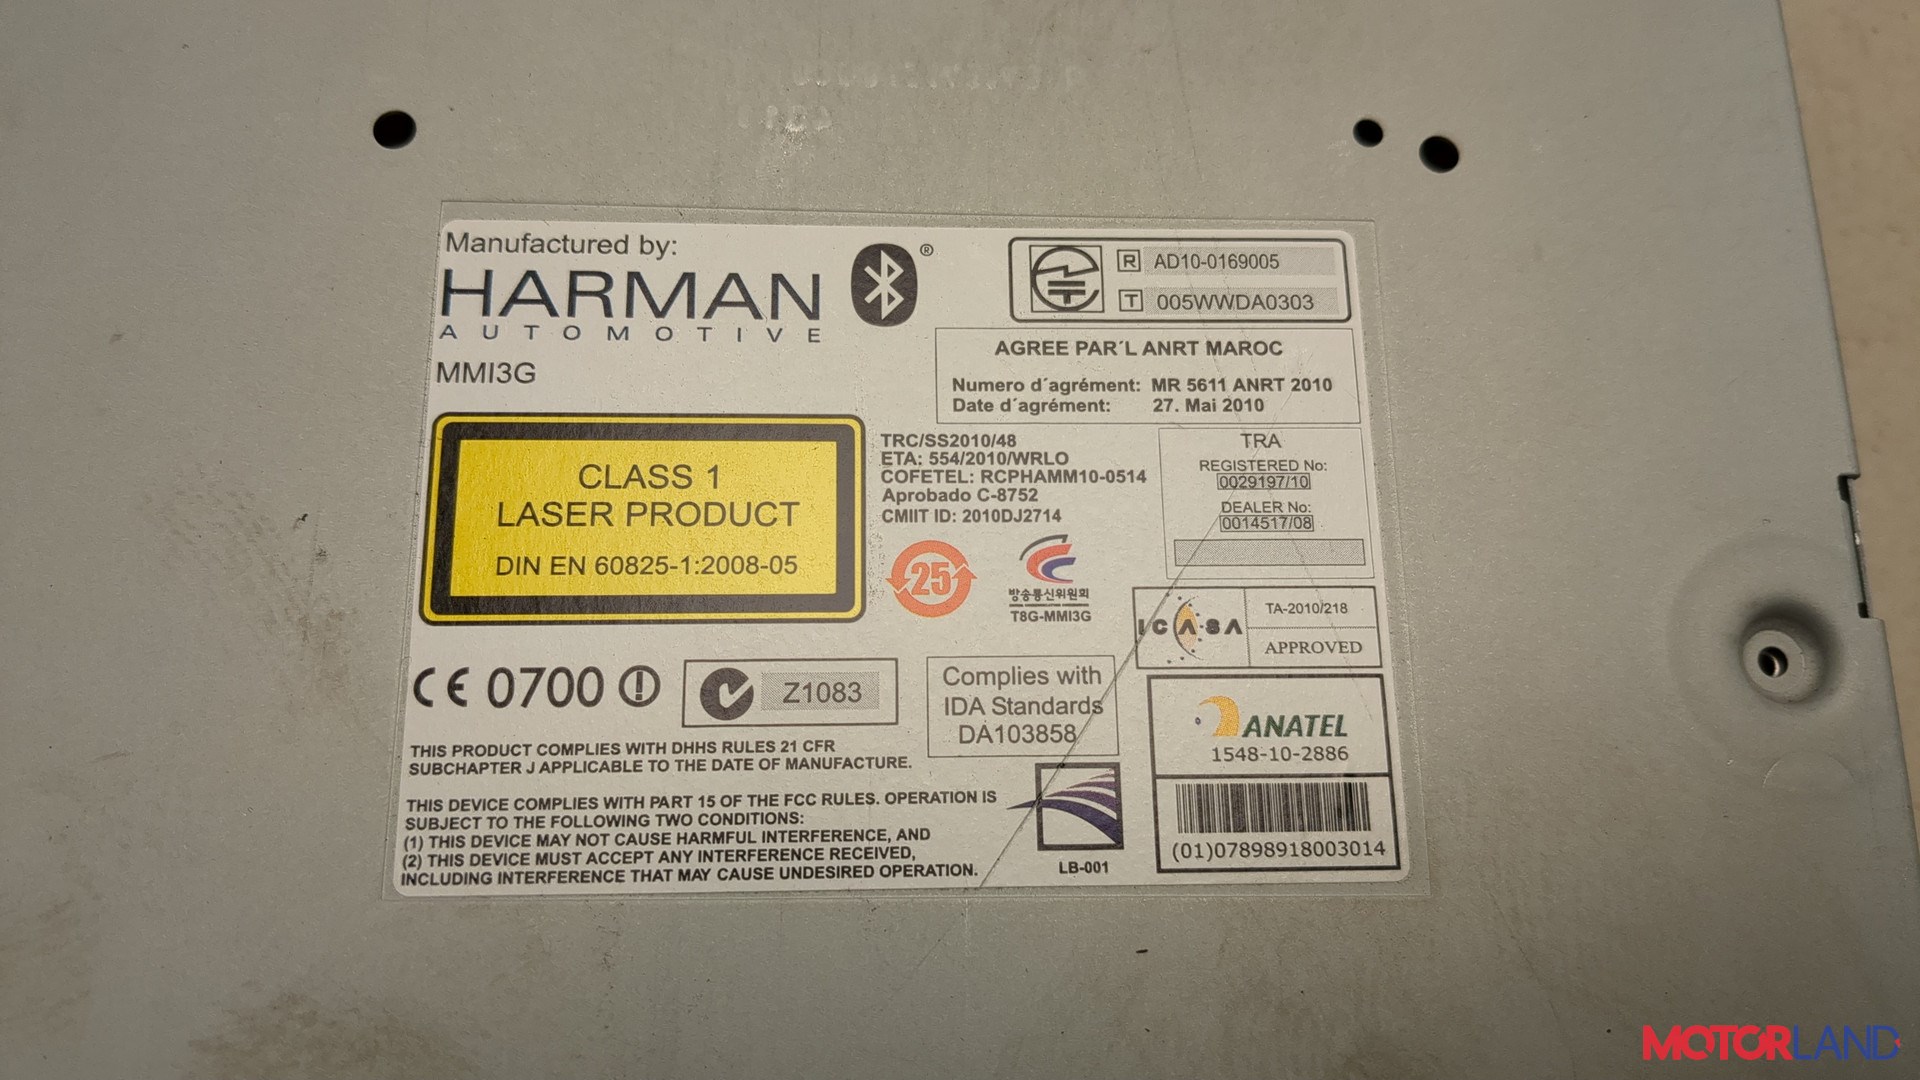 Manufactured by:
HARMAN
AUTOMOTIVE
®
MMI3G
CLASS 1
LASER PRODUCT
DIN EN 60825-1:2008-05
R AD10-0169005
T 005WWDA0303
AGREE PAR´L ANRT MAROC
Numero d´agrément: MR 5611 ANRT 2010
Date d´agrément: 27. Mai 2010
TRC/SS2010/48
ETA: 554/2010/WRLO
COFETEL: RCPHAMM10-0514
Aprobado C-8752
CMIIT ID: 2010DJ2714
TRA
REGISTERED No:
0029197/10
DEALER No:
0014517/08
25
방송통신위원회
T8G-MMI3G
ICASA
TA-2010/218
APPROVED
CE 0700
Z1083
Complies with
IDA Standards
DA103858
ANATEL
1548-10-2886
(01)07898918003014
THIS PRODUCT COMPLIES WITH DHHS RULES 21 CFR
SUBCHAPTER J APPLICABLE TO THE DATE OF MANUFACTURE.
THIS DEVICE COMPLIES WITH PART 15 OF THE FCC RULES. OPERATION IS
SUBJECT TO THE FOLLOWING TWO CONDITIONS:
(1) THIS DEVICE MAY NOT CAUSE HARMFUL INTERFERENCE, AND
(2) THIS DEVICE MUST ACCEPT ANY INTERFERENCE RECEIVED,
INCLUDING INTERFERENCE THAT MAY CAUSE UNDESIRED OPERATION.
LB-001
MOTORLAND